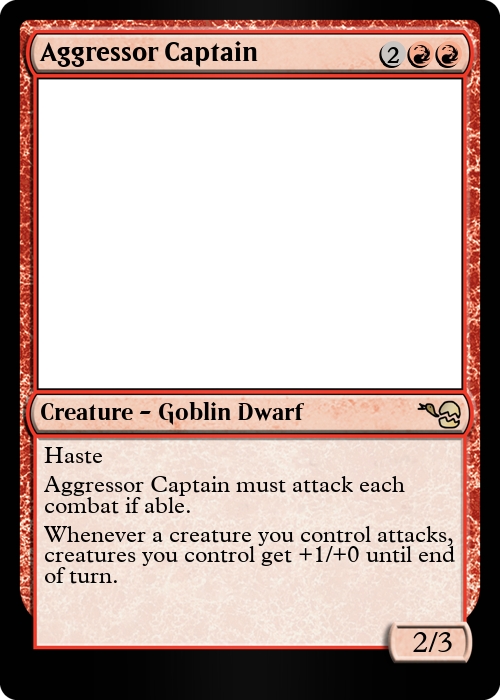 Aggressor Captain 2
Creature – Goblin Dwarf
Haste
Aggressor Captain must attack each
combat if able.
Whenever a creature you control attacks,
creatures you control get +1/+0 until end
of turn.
2/3